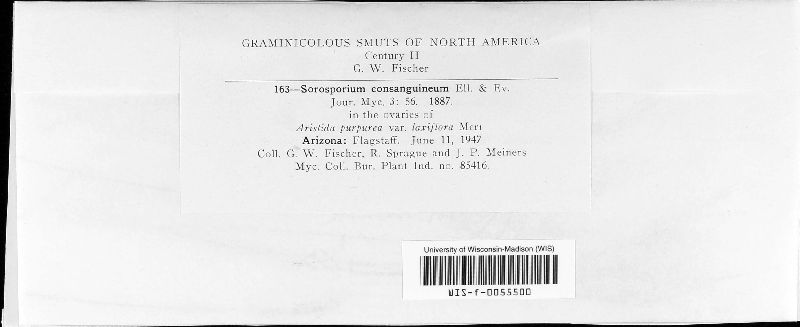 GRAMINICOLOUS SMUTS OF NORTH AMERICA
Century II
G. W. Fischer
163—Sorosporium consanguineum Ell. & Ev.
Jour. Myc. 3: 56. 1887.
in the ovaries of
Aristida purpurea var. laxiflora Merr
Arizona: Flagstaff. June 11, 1947
Coll. G. W. Fischer, R. Sprague and J. P. Meiners
Myc. Coll. Bur. Plant Ind. no. 85416.
University of Wisconsin-Madison (WIS)
WIS-f-0055500